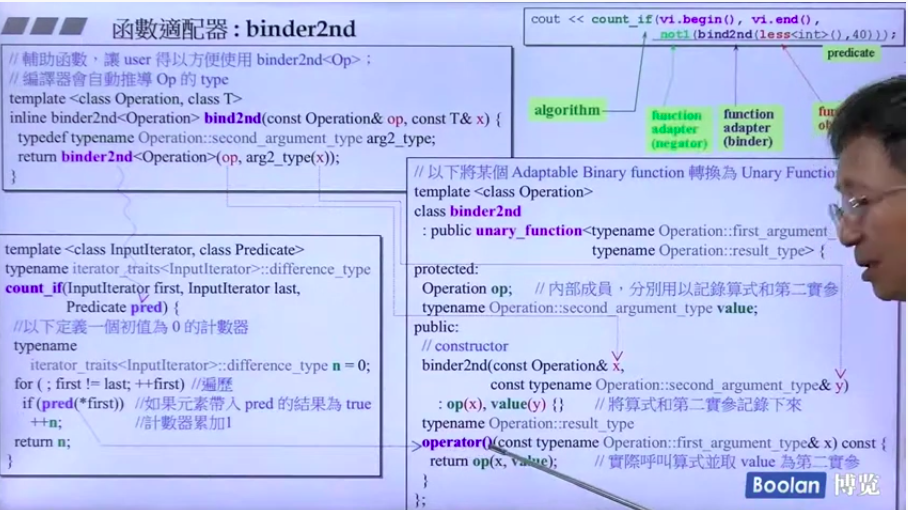 函數適配器 : binder2nd
cout << count_if(vi.begin(), vi.end(),
not1(bind2nd(less<int>(),40)));
predicate
algorithm
function
adapter
(negator)
function
adapter
(binder)
// 輔助函數，讓 user 得以方便使用 binder2nd<Op>；
// 編譯器會自動推導 Op 的 type
template <class Operation, class T>
inline binder2nd<Operation> bind2nd(const Operation& op, const T& x) {
typedef typename Operation::second_argument_type arg2_type;
return binder2nd<Operation>(op, arg2_type(x));
}
template <class InputIterator, class Predicate>
typename iterator_traits<InputIterator>::difference_type
count_if(InputIterator first, InputIterator last,
Predicate pred) {
//以下定義一個初值為 0 的計數器
typename
iterator_traits<InputIterator>::difference_type n = 0;
for ( ; first != last; ++first) //遍歷
if (pred(*first)) //如果元素帶入 pred 的結果為 true
++n; //計數器累加1
return n;
}
// 以下將某個 Adaptable Binary function 轉換為 Unary Functio
template <class Operation>
class binder2nd
: public unary_function<typename Operation::first_argument_
typename Operation::result_type> {
protected:
Operation op; // 內部成員，分別用以記錄算式和第二實參
typename Operation::second_argument_type value;
public:
// constructor
binder2nd(const Operation& x,
const typename Operation::second_argument_type& y)
: op(x), value(y) {} // 將算式和第二實參記錄下來
typename Operation::result_type
operator()(const typename Operation::first_argument_type& x) const {
return op(x, value); // 實際呼叫算式並取 value 為第二實參
}
};
Boolan 博览